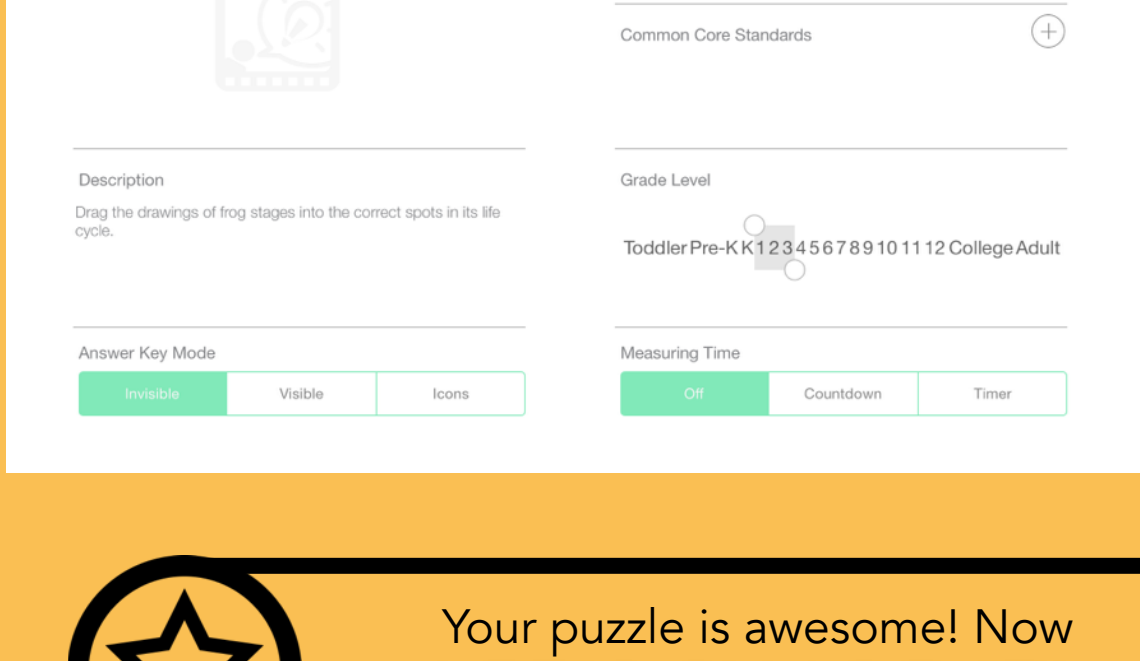 Common Core Standards
Description
Drag the drawings of frog stages into the correct spots in its life
cycle.
Grade Level
Toddler Pre-K K 1 2 3 4 5 6 7 8 9 10 11 12 College Adult
Answer Key Mode
Invisible Visible Icons
Measuring Time
Off Countdown Timer
Your puzzle is awesome! Now